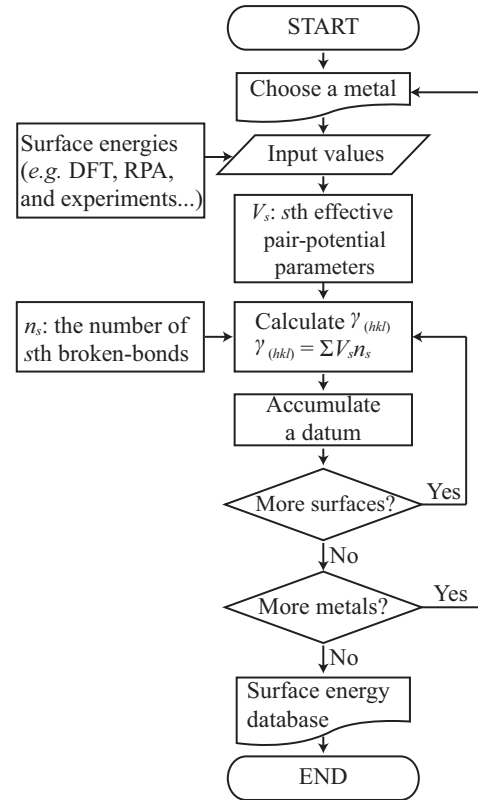 START
Choose a metal
Surface energies
(e.g. DFT, RPA,
and experiments...)
Input values
Vs: sth effective
pair-potential
parameters
ns: the number of
sth broken-bonds
Calculate γ(hkl)
γ(hkl) = ΣVsns
Accumulate
a datum
More surfaces?
Yes
No
More metals?
Yes
No
Surface energy
database
END